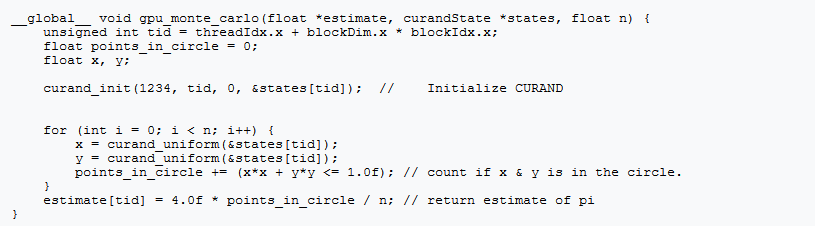 __global__ void gpu_monte_carlo(float *estimate, curandState *states, float n) {
    unsigned int tid = threadIdx.x + blockDim.x * blockIdx.x;
    float points_in_circle = 0;
    float x, y;

    curand_init(1234, tid, 0, &states[tid]);  //    Initialize CURAND


    for (int i = 0; i < n; i++) {
        x = curand_uniform(&states[tid]);
        y = curand_uniform(&states[tid]);
        points_in_circle += (x*x + y*y <= 1.0f); // count if x & y is in the circle.
    }
    estimate[tid] = 4.0f * points_in_circle / n; // return estimate of pi
}